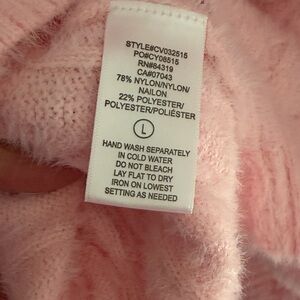 STYLE#CV032515
PO#CY08515
RN#84319
CA#07043
78% NYLON/NYLON/
NAILON
22% POLYESTER/
POLYESTER/POLIÉSTER
L
HAND WASH SEPARATELY
IN COLD WATER
DO NOT BLEACH
LAY FLAT TO DRY
IRON ON LOWEST
SETTING AS NEEDED